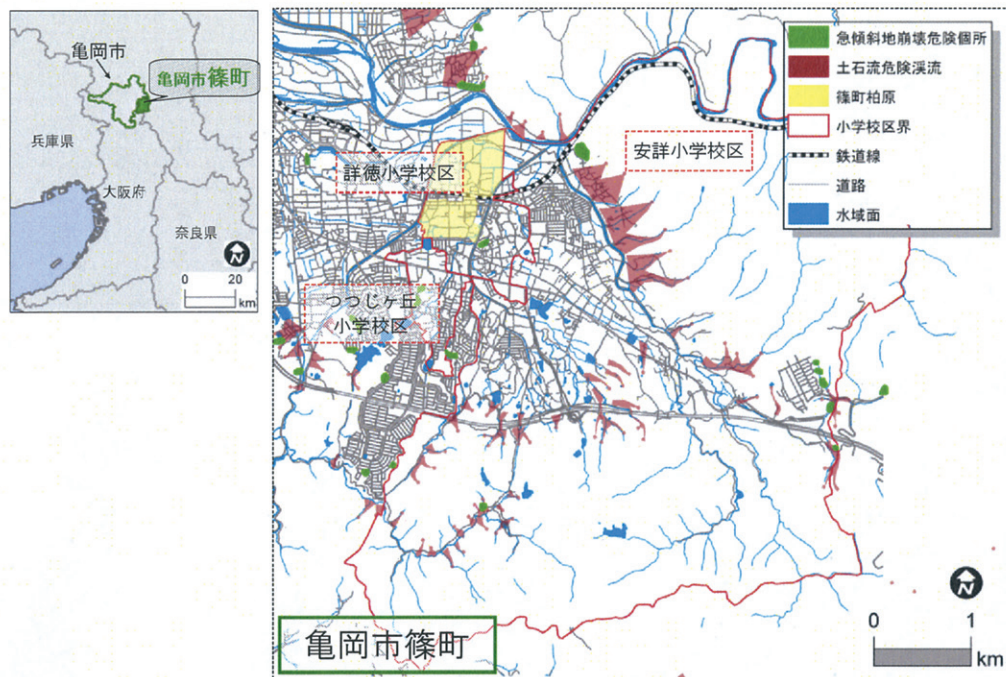 亀岡市
亀岡市篠町
兵庫県
大阪府
奈良県
N
0 20
km
急傾斜地崩壊危険個所
土石流危険渓流
篠町柏原
小学校区界
鉄道線
道路
水域面
安詳小学校区
詳徳小学校区
つつじヶ丘
小学校区
亀岡市篠町
N
0 1
km